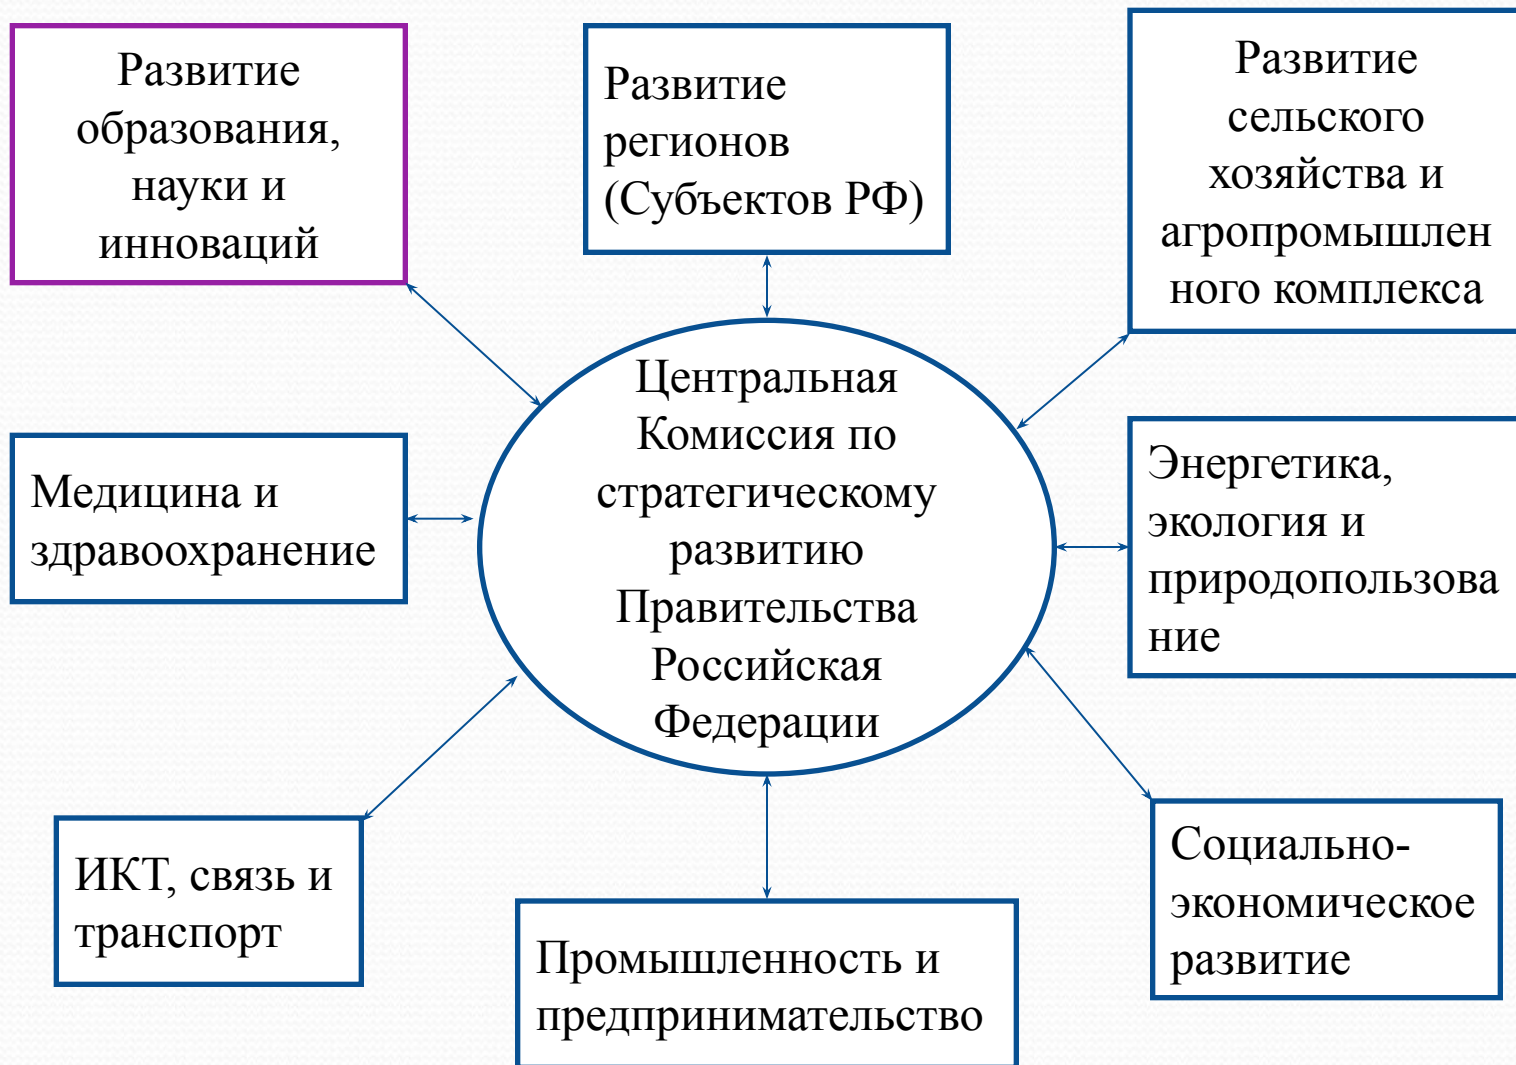 Развитие
образования,
науки и
инноваций
Развитие
регионов
(Субъектов РФ)
Развитие
сельского
хозяйства и
агропромышлен
ного комплекса
Центральная
Комиссия по
стратегическому
развитию
Правительства
Российская
Федерации
Медицина и
здравоохранение
Энергетика,
экология и
природопользова
ние
ИКТ, связь и
транспорт
Промышленность и
предпринимательство
Социально-
экономическое
развитие